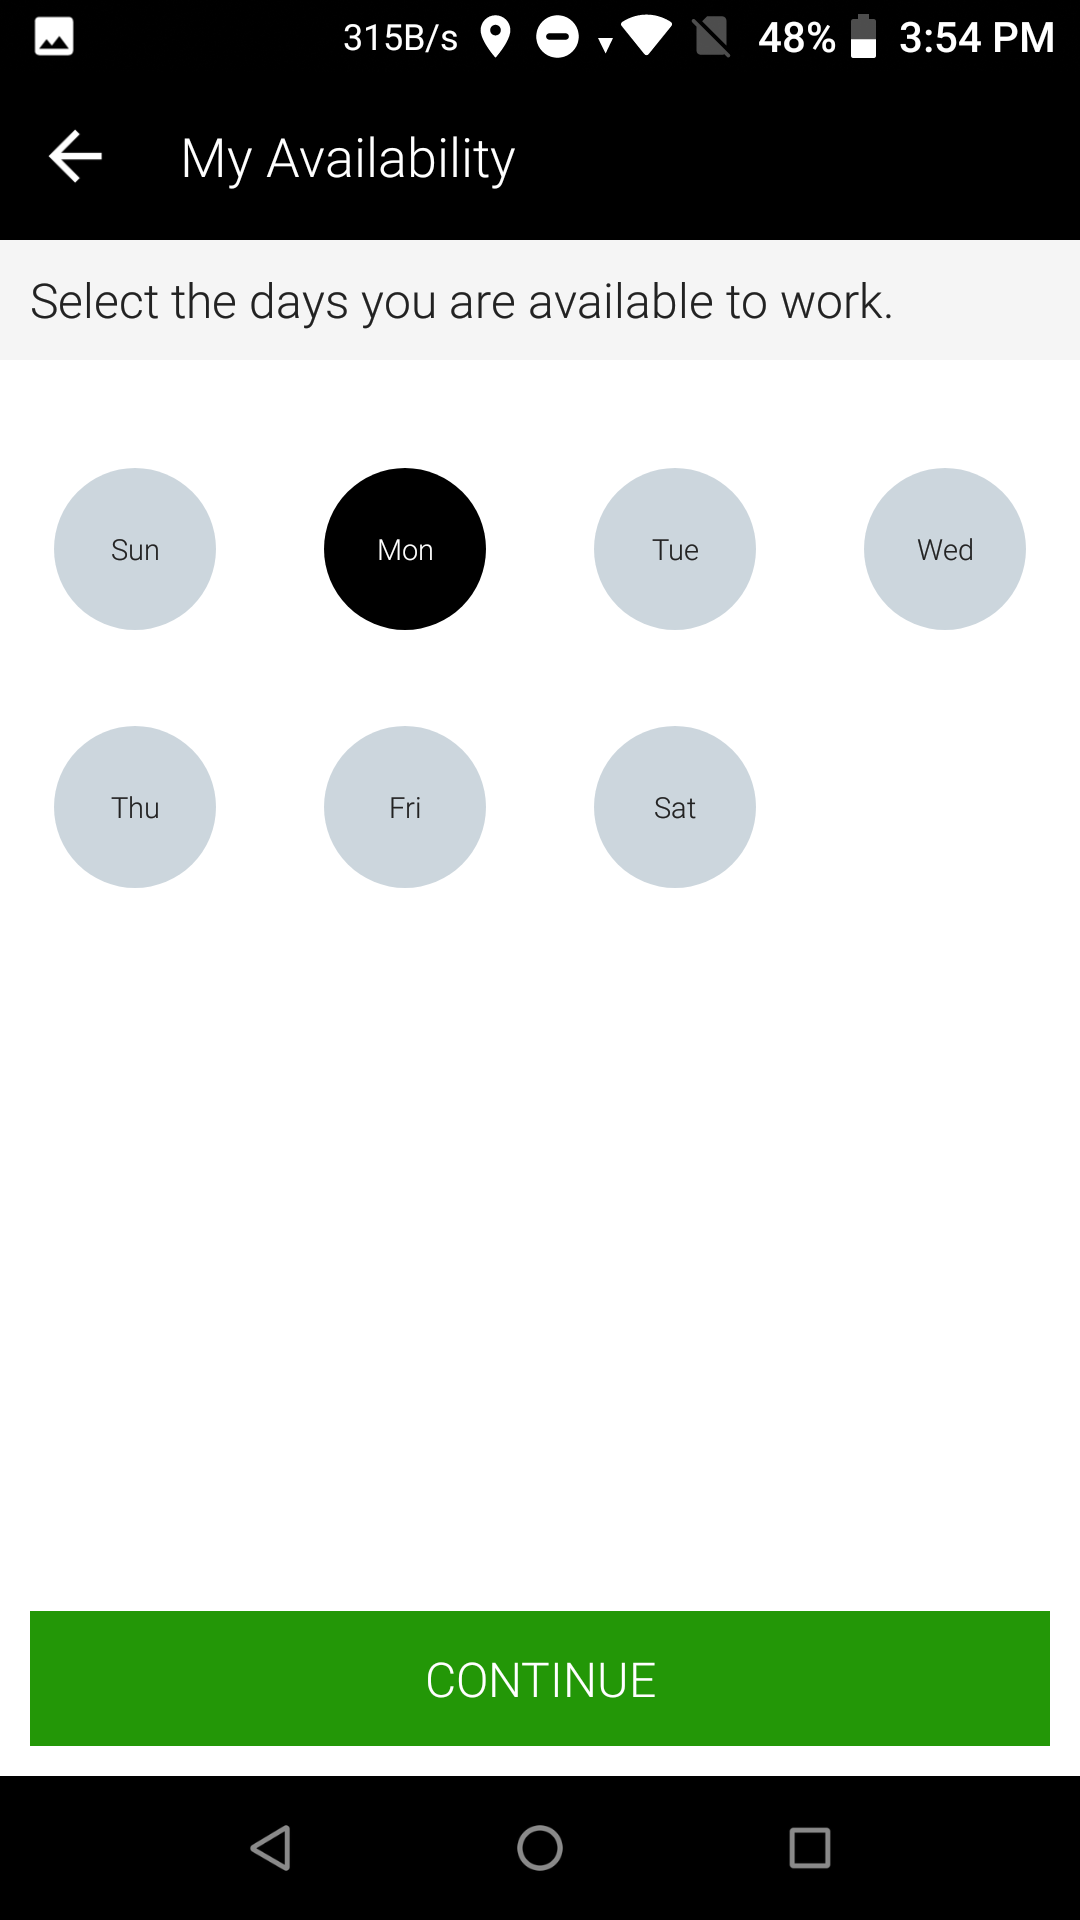 315B/s 48% 3:54 PM
My Availability
Select the days you are available to work.
Sun Mon Tue Wed
Thu Fri Sat
CONTINUE